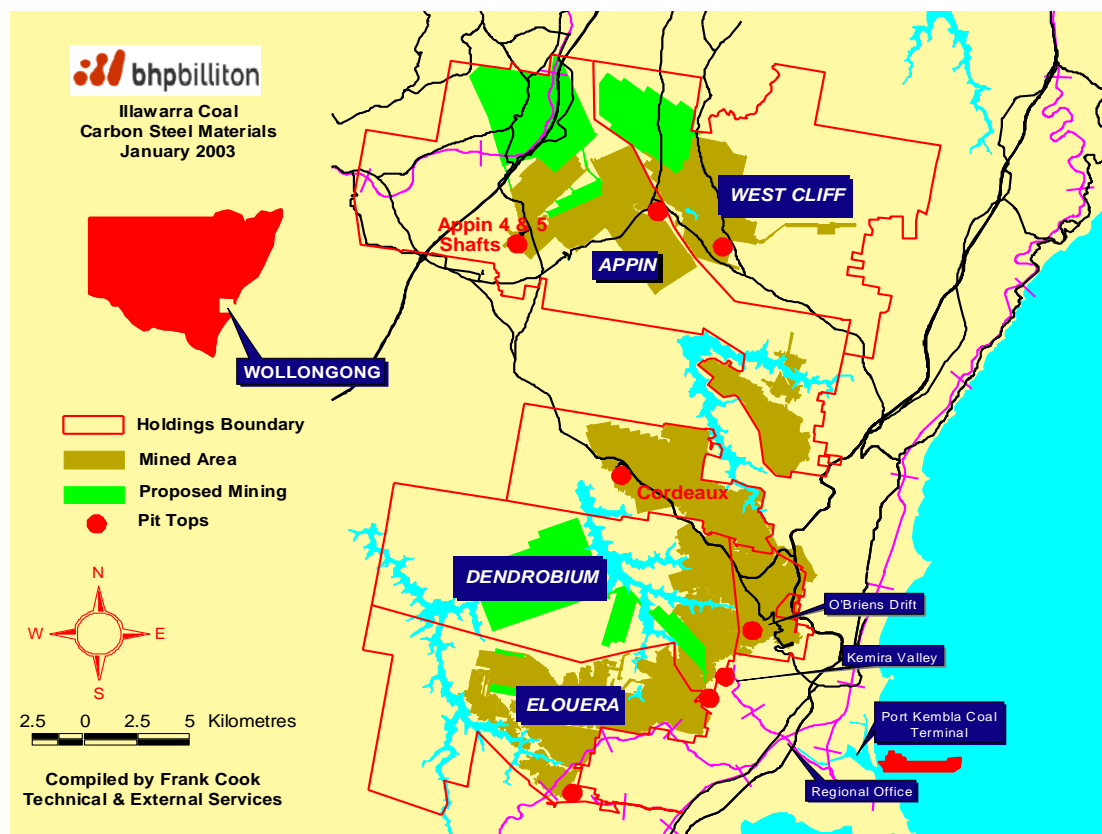 bhpbilliton
Illawarra Coal
Carbon Steel Materials
January 2003
WEST CLIFF
Appin 4 & 5
Shafts
APPIN
WOLLONGONG
Holdings Boundary
Mined Area
Proposed Mining
Pit Tops
Cordeaux
DENDROBIUM
O'Briens Drift
Kemira Valley
N
W
E
S
ELOUERA
2.5 0 2.5 5 Kilometres
Port Kembla Coal
Terminal
Compiled by Frank Cook
Technical & External Services
Regional Office